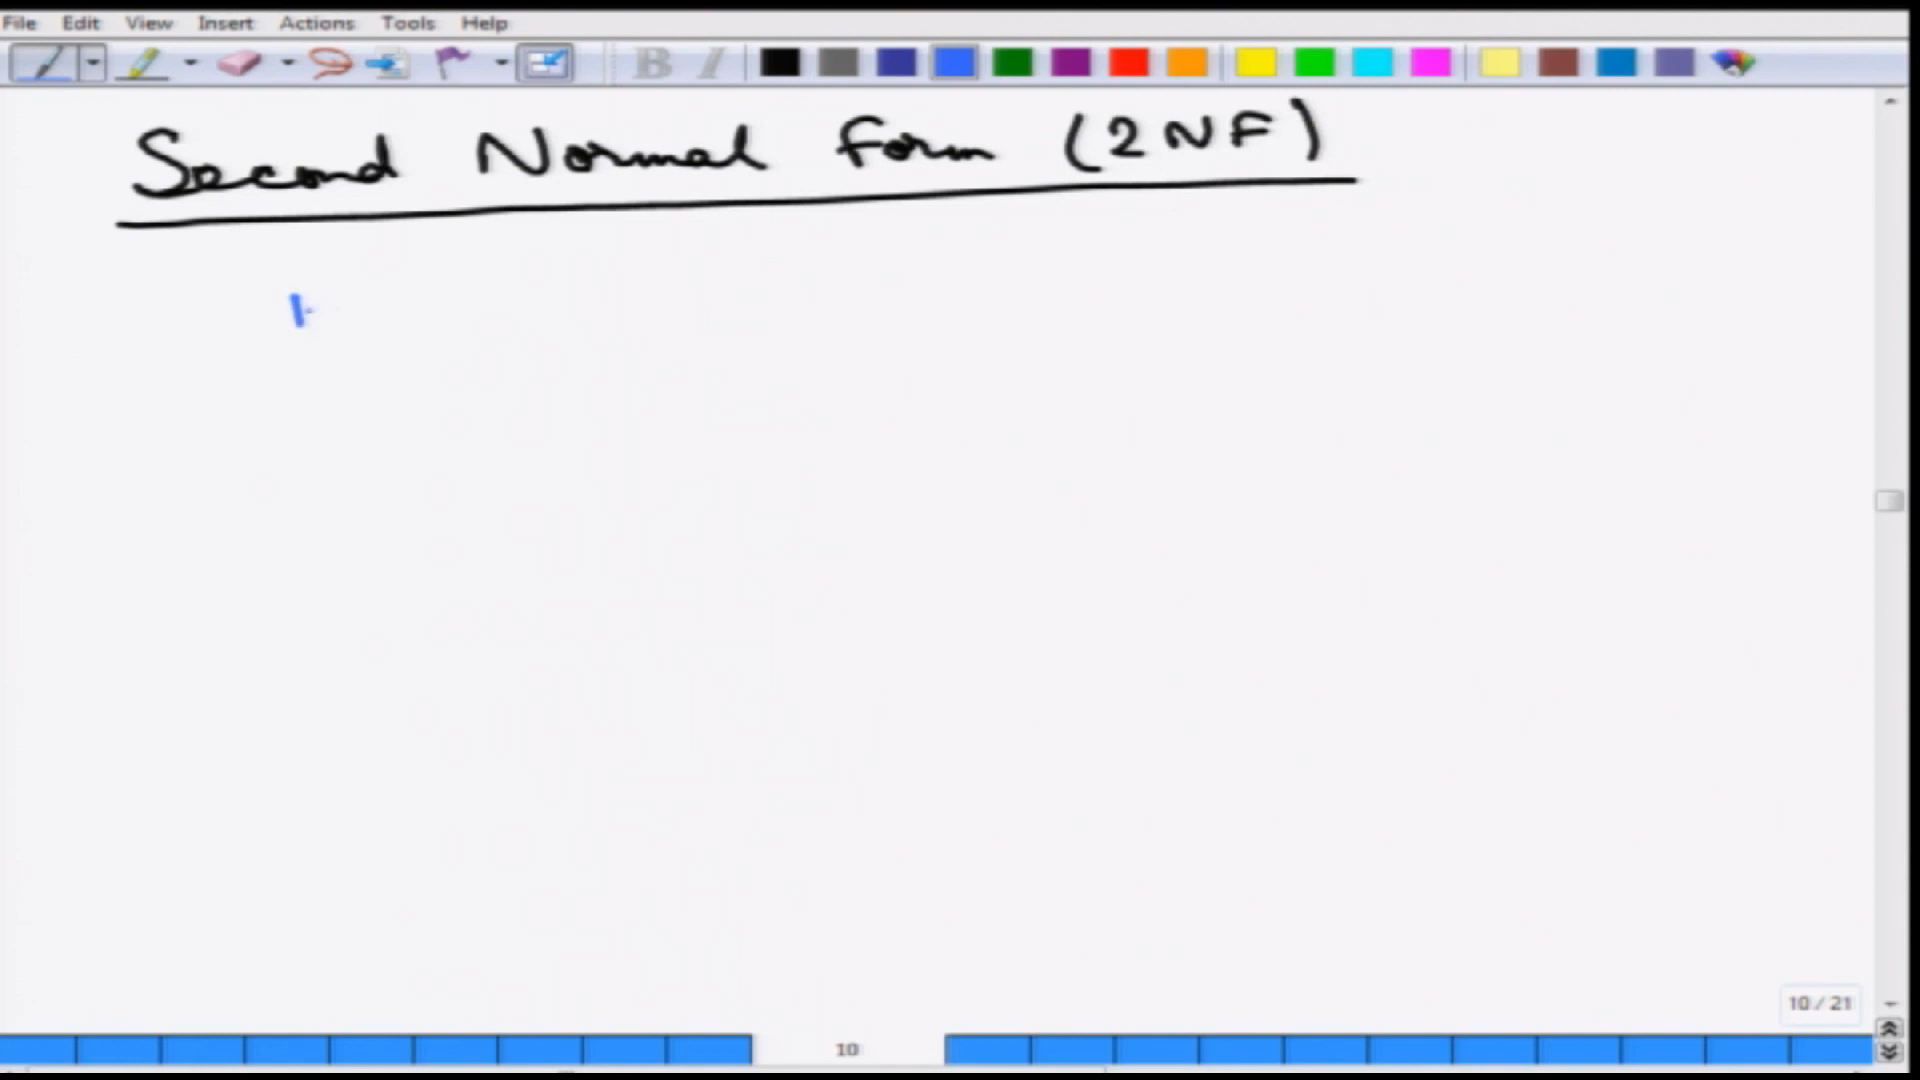 File Edit View Insert Actions Tools Help
B I
Second Normal Form (2NF)
10 / 21
10